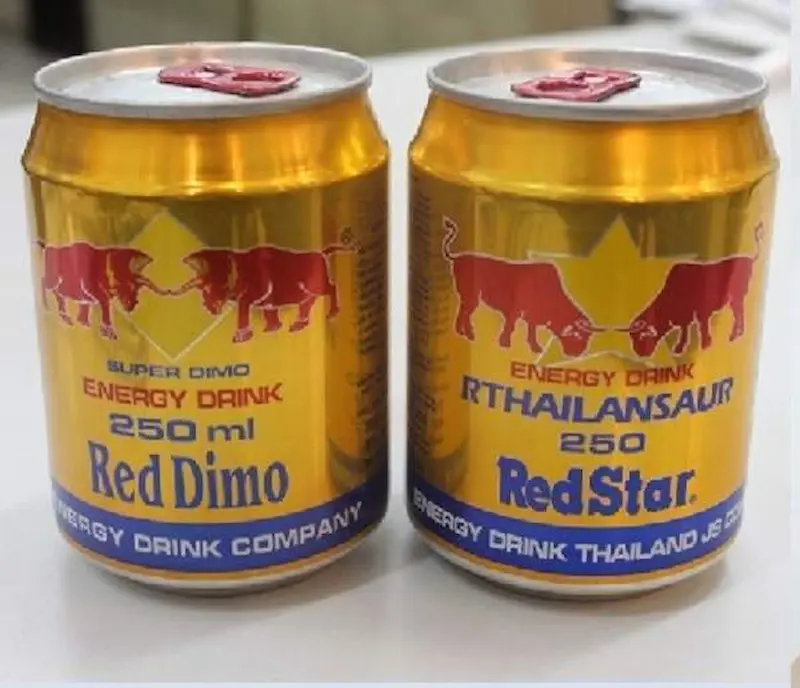 SUPER DIMO
ENERGY DRINK
250 ml
Red Dimo
ENERGY DRINK COMPANY
ENERGY DRINK
RTHAILANSAUR
250
RedStar
ENERGY DRINK THAILAND JS